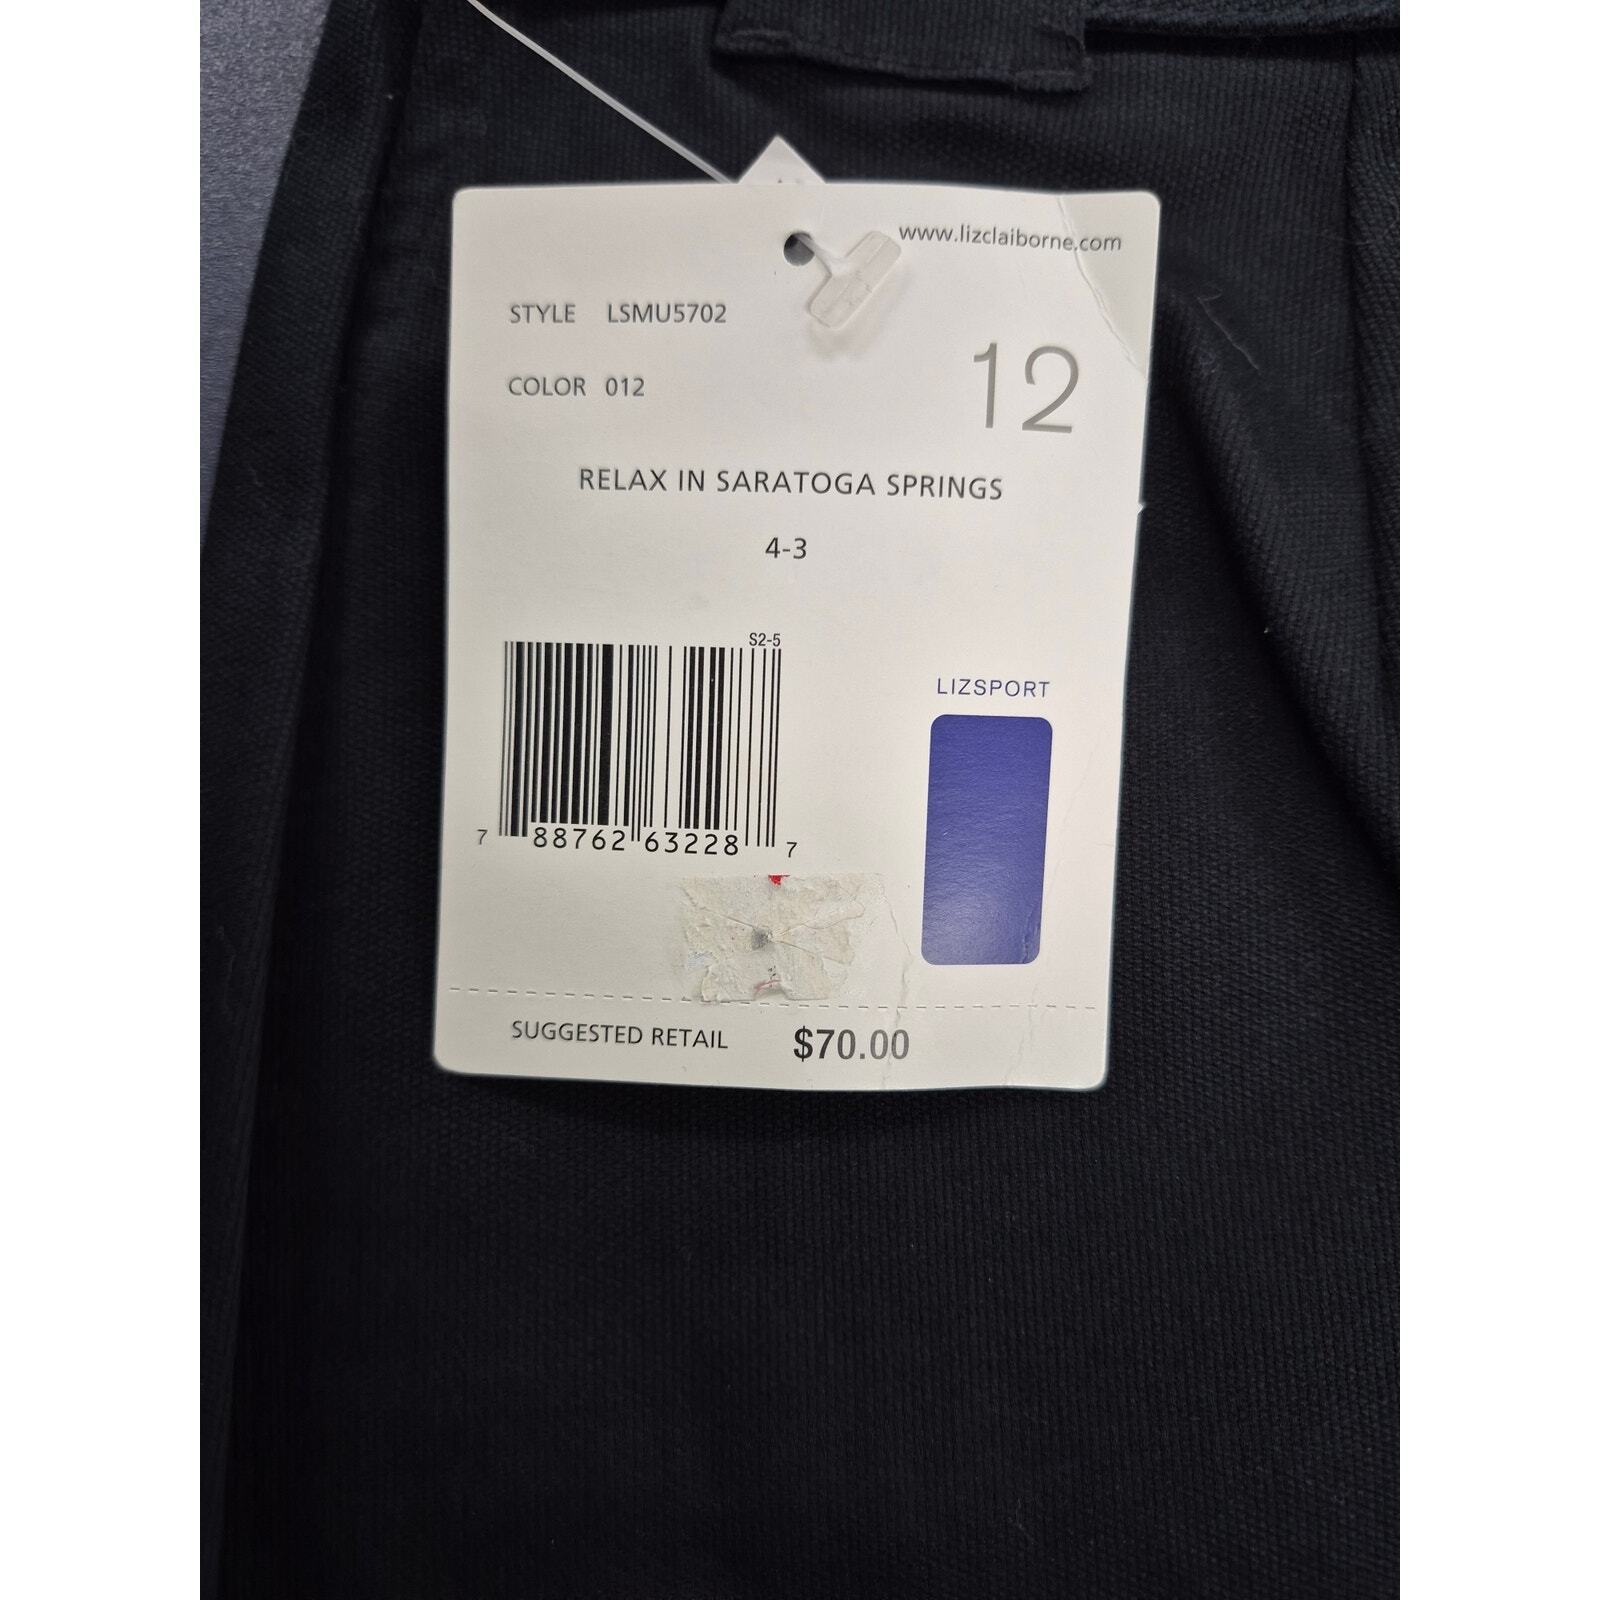 www.lizclaiborne.com
STYLE LSMU5702
12
COLOR 012
RELAX IN SARATOGA SPRINGS
4-3
S2-5
LIZSPORT
7 88762 63228 7
SUGGESTED RETAIL $70.00